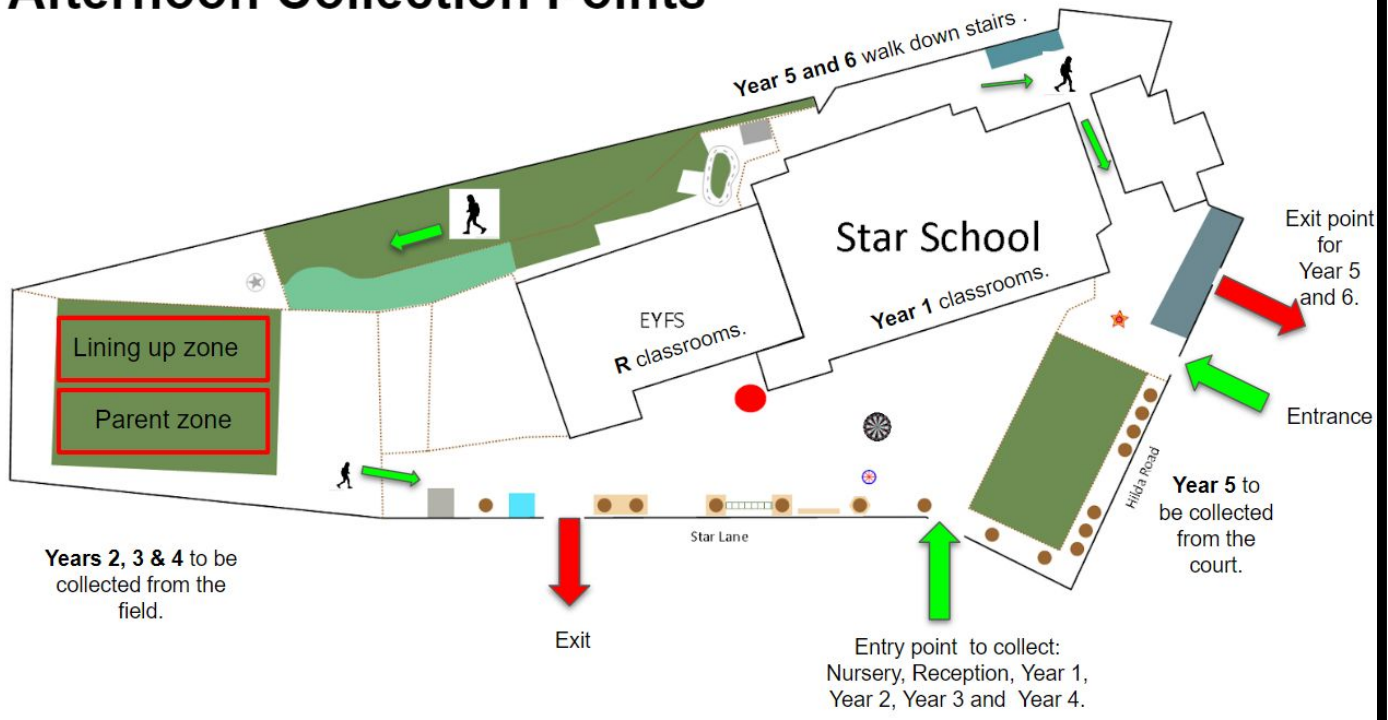 Afternoon Collection Points
Year 5 and 6 walk down stairs .
Star School
Year 1 classrooms.
EYFS
R classrooms.
Lining up zone
Parent zone
Exit point
for
Year 5
and 6.
Entrance
Hilda Road
Year 5 to
be collected
from the
court.
Star Lane
Years 2, 3 & 4 to be
collected from the
field.
Exit
Entry point to collect:
Nursery, Reception, Year 1,
Year 2, Year 3 and Year 4.